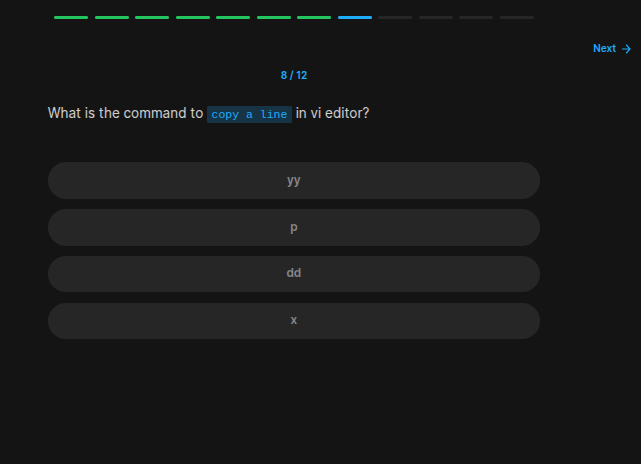 Next →
8 / 12
What is the command to copy a line in vi editor?
yy
p
dd
x